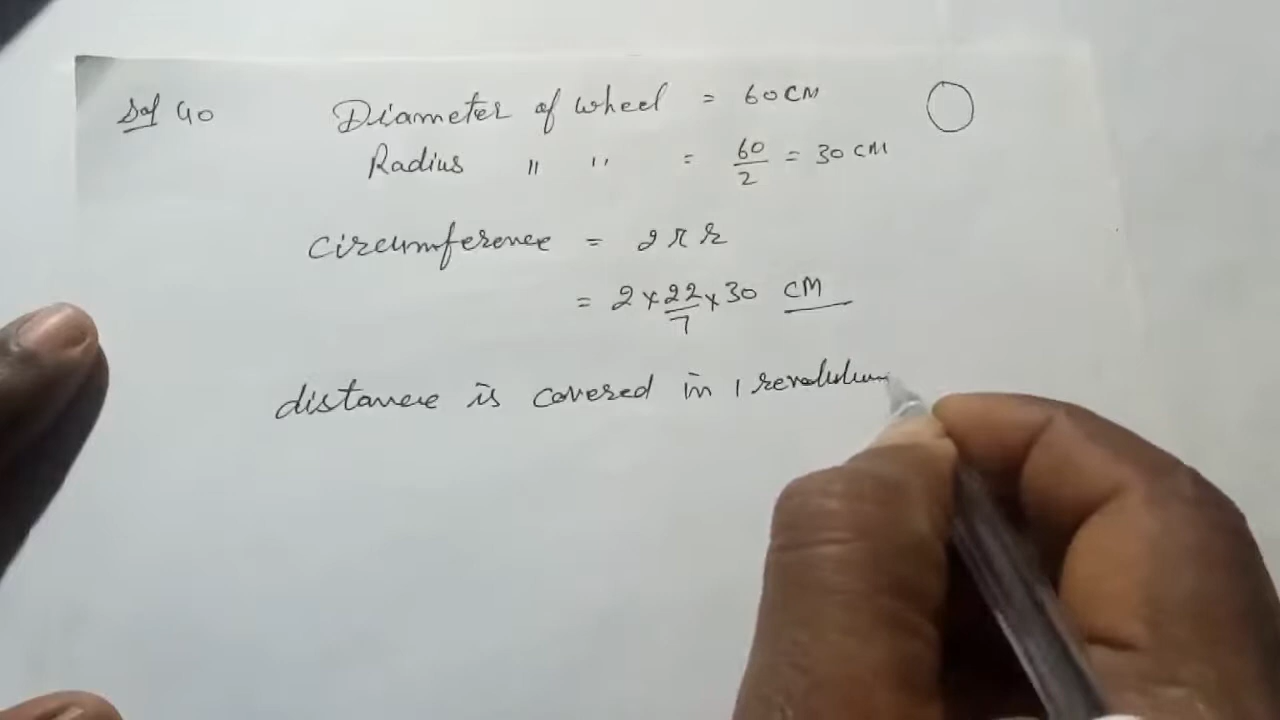 Sol 40 Diameter of wheel = 60 CM
Radius " " = 60/2 = 30 CM
Circumference = 2πr
= 2 × 22/7 × 30 CM
distance is covered in 1